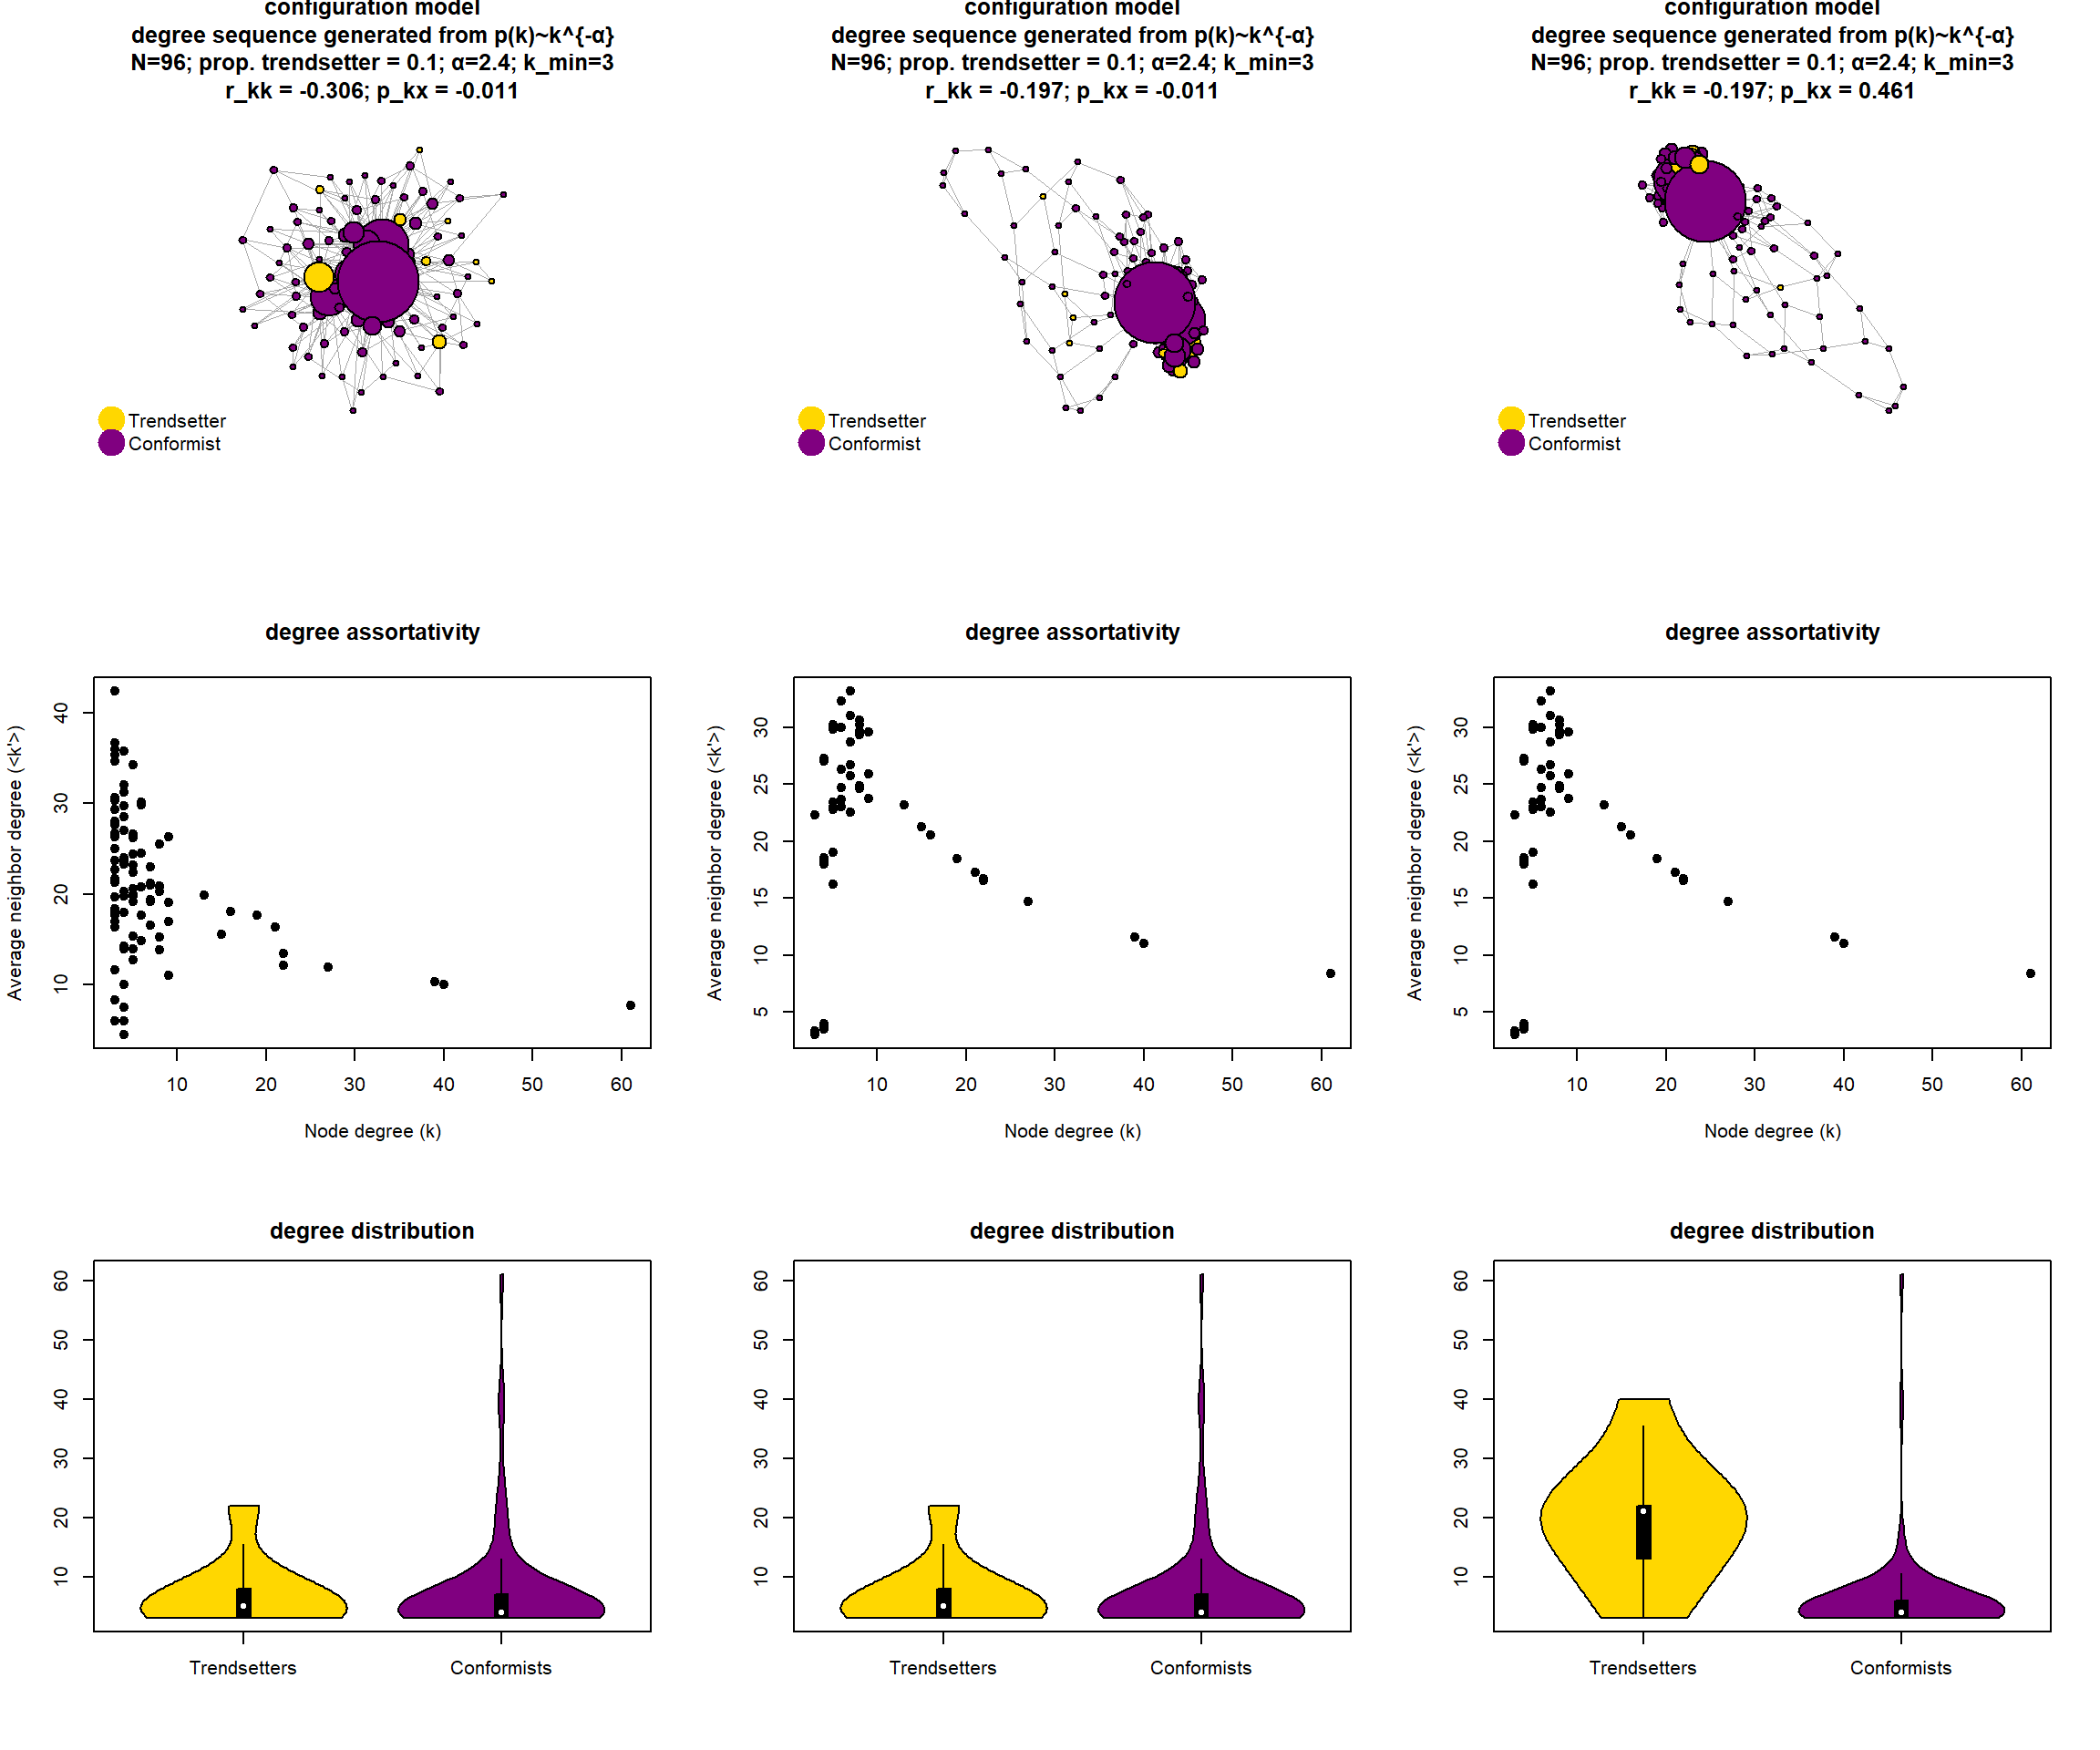 configuration model
degree sequence generated from p(k)~k^{-α}
N=96; prop. trendsetter = 0.1; α=2.4; k_min=3
r_kk = -0.306; p_kx = -0.011
Trendsetter
Conformist
configuration model
degree sequence generated from p(k)~k^{-α}
N=96; prop. trendsetter = 0.1; α=2.4; k_min=3
r_kk = -0.197; p_kx = -0.011
Trendsetter
Conformist
configuration model
degree sequence generated from p(k)~k^{-α}
N=96; prop. trendsetter = 0.1; α=2.4; k_min=3
r_kk = -0.197; p_kx = 0.461
Trendsetter
Conformist
degree assortativity
Average neighbor degree (<k'>)
40
30
20
10
10 20 30 40 50 60
Node degree (k)
degree assortativity
Average neighbor degree (<k'>)
30
25
20
15
10
5
10 20 30 40 50 60
Node degree (k)
degree assortativity
Average neighbor degree (<k'>)
30
25
20
15
10
5
10 20 30 40 50 60
Node degree (k)
degree distribution
60
50
40
30
20
10
Trendsetters Conformists
degree distribution
60
50
40
30
20
10
Trendsetters Conformists
degree distribution
60
50
40
30
20
10
Trendsetters Conformists